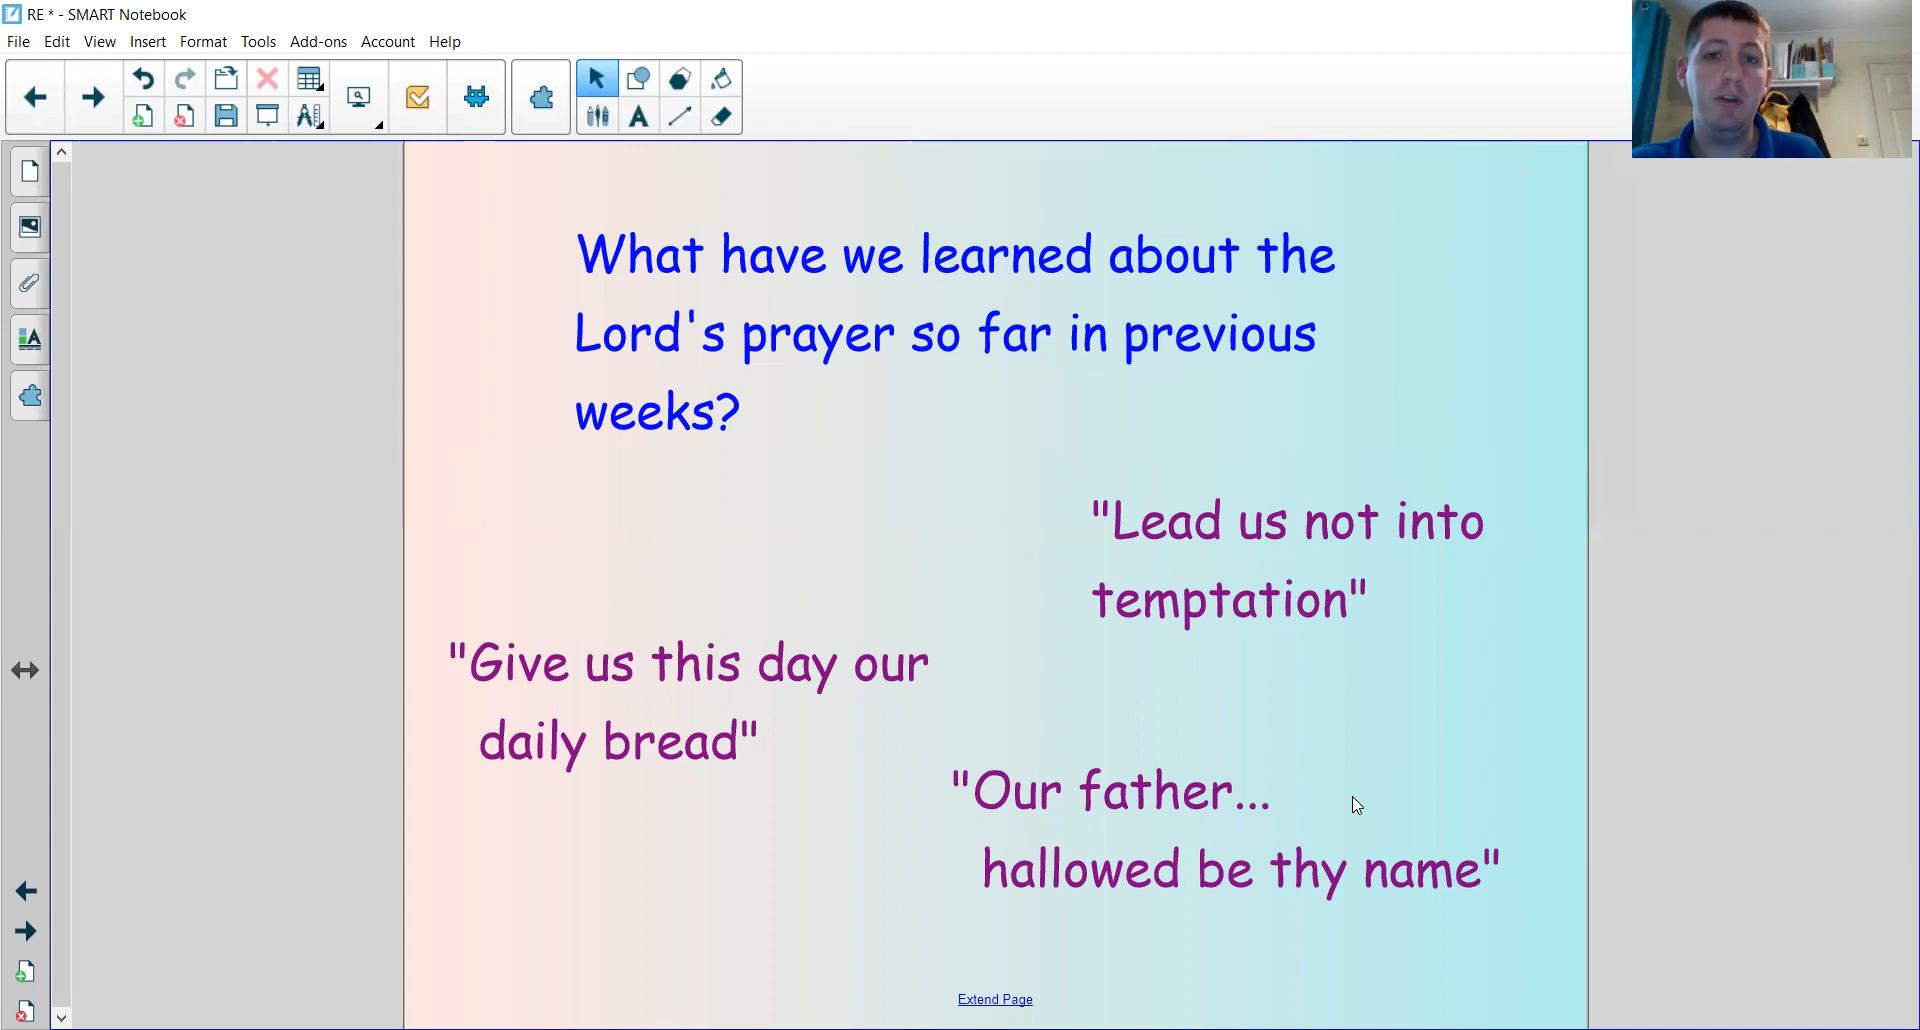 RE * - SMART Notebook
File Edit View Insert Format Tools Add-ons Account Help
What have we learned about the
Lord's prayer so far in previous
weeks?
"Lead us not into
temptation"
"Give us this day our
daily bread"
"Our father...
hallowed be thy name"
Extend Page